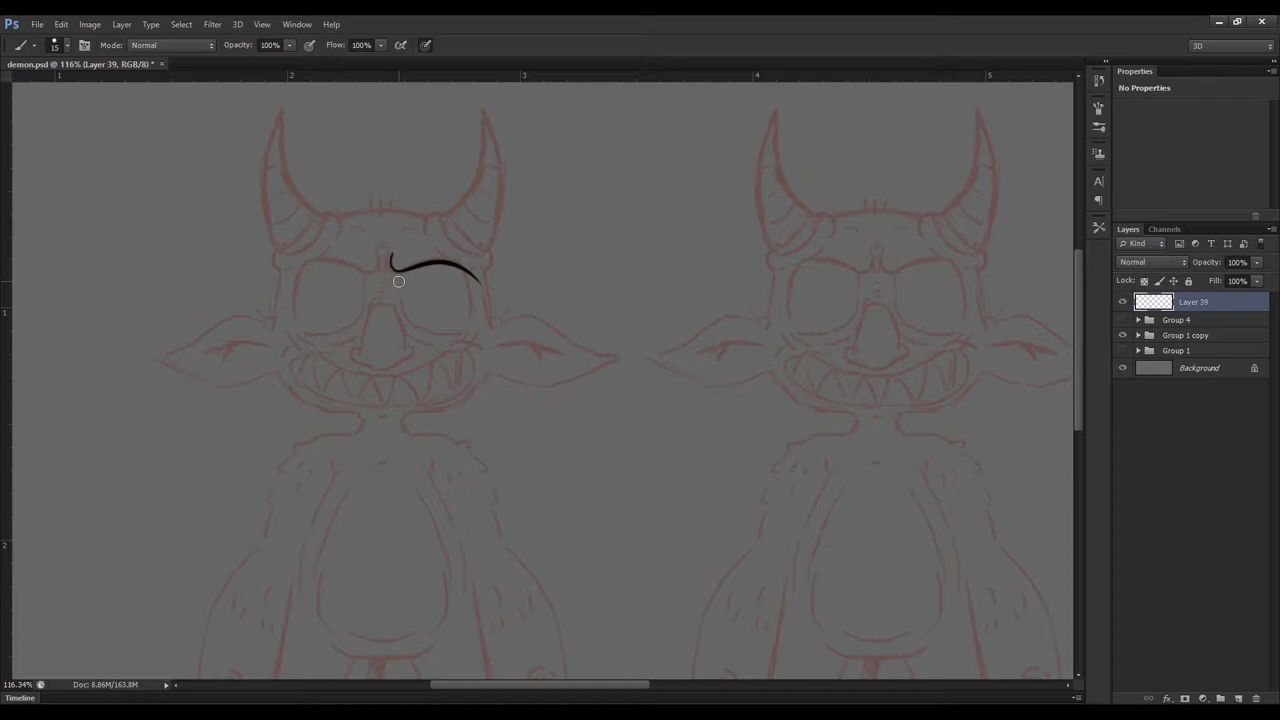 Ps File Edit Image Layer Type Select Filter 3D View Window Help
15 Mode: Normal Opacity: 100% Flow: 100% 3D
demon.psd @ 116% (Layer 39, RGB/8) * ×
1 2 3 4 5
1
2
Properties
No Properties
Layers Channels
Kind
Normal Opacity: 100%
Lock: Fill: 100%
Layer 39
Group 4
Group 1 copy
Group 1
Background
116.34% Doc: 8.86M/163.8M
Timeline